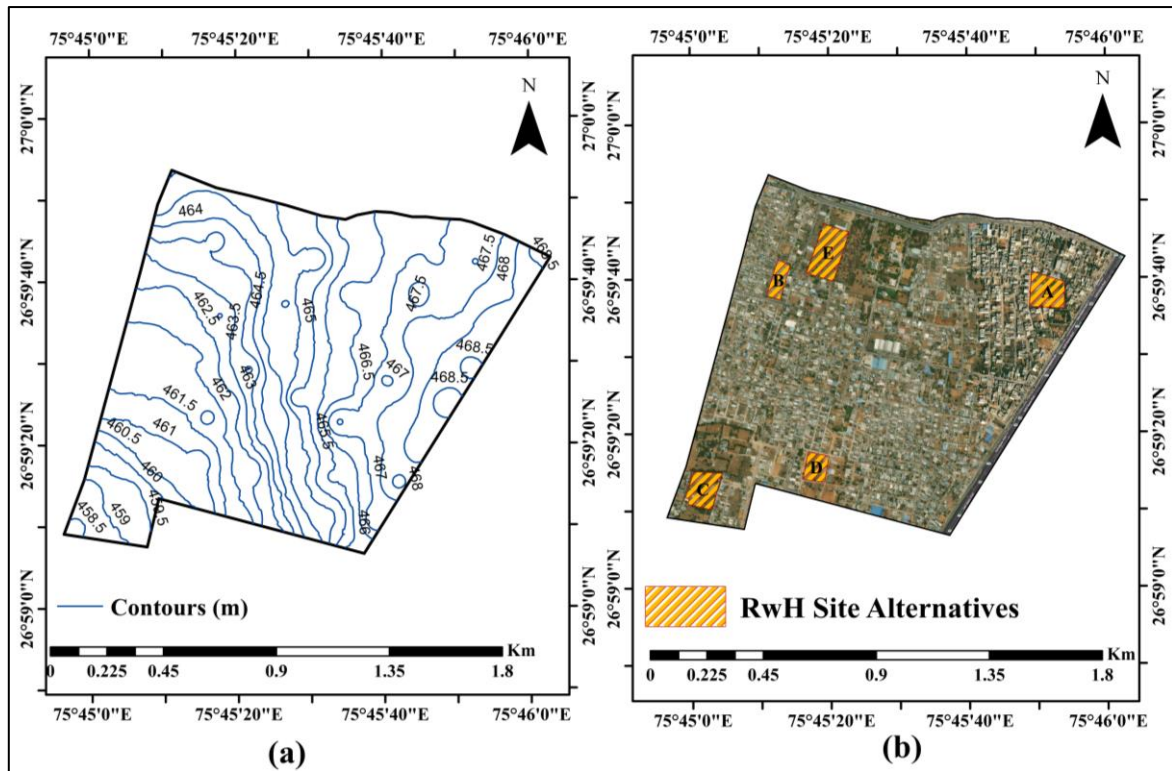 75°45'0"E 75°45'20"E 75°45'40"E 75°46'0"E
75°45'0"E 75°45'20"E 75°45'40"E 75°46'0"E
27°0'0"N
26°59'40"N
26°59'20"N
26°59'0"N
27°0'0"N
26°59'40"N
26°59'20"N
26°59'0"N
27°0'0"N
26°59'40"N
26°59'20"N
26°59'0"N
27°0'0"N
26°59'40"N
26°59'20"N
26°59'0"N
N
464
467.5
468
464.5
467.5
462.5
463.5
465
466.5
467
468.5
463
468.5
462
461.5
465.5
461
460.5
467
468
460
466
459.5
459
458.5
Contours (m)
Km
0 0.225 0.45 0.9 1.35 1.8
75°45'0"E 75°45'20"E 75°45'40"E 75°46'0"E
(a)
N
E
B
A
D
C
RwH Site Alternatives
Km
0 0.225 0.45 0.9 1.35 1.8
75°45'0"E 75°45'20"E 75°45'40"E 75°46'0"E
(b)